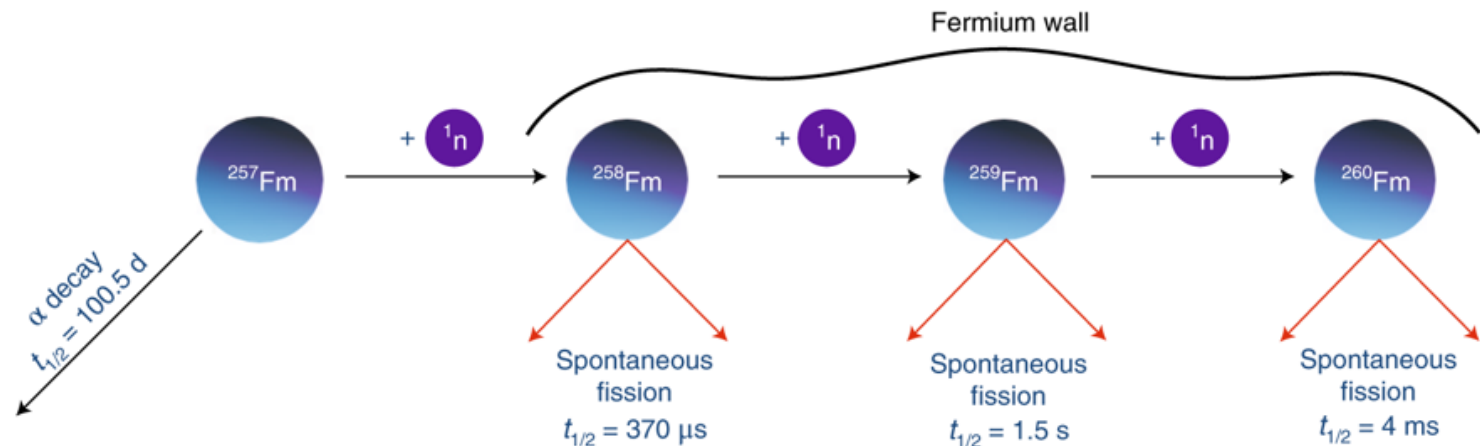 Fermium wall
+ ¹n
+ ¹n
+ ¹n
²⁵⁷Fm
²⁵⁸Fm
²⁵⁹Fm
²⁶⁰Fm
α decay
t₁/₂ = 100.5 d
Spontaneous
fission
t₁/₂ = 370 μs
Spontaneous
fission
t₁/₂ = 1.5 s
Spontaneous
fission
t₁/₂ = 4 ms